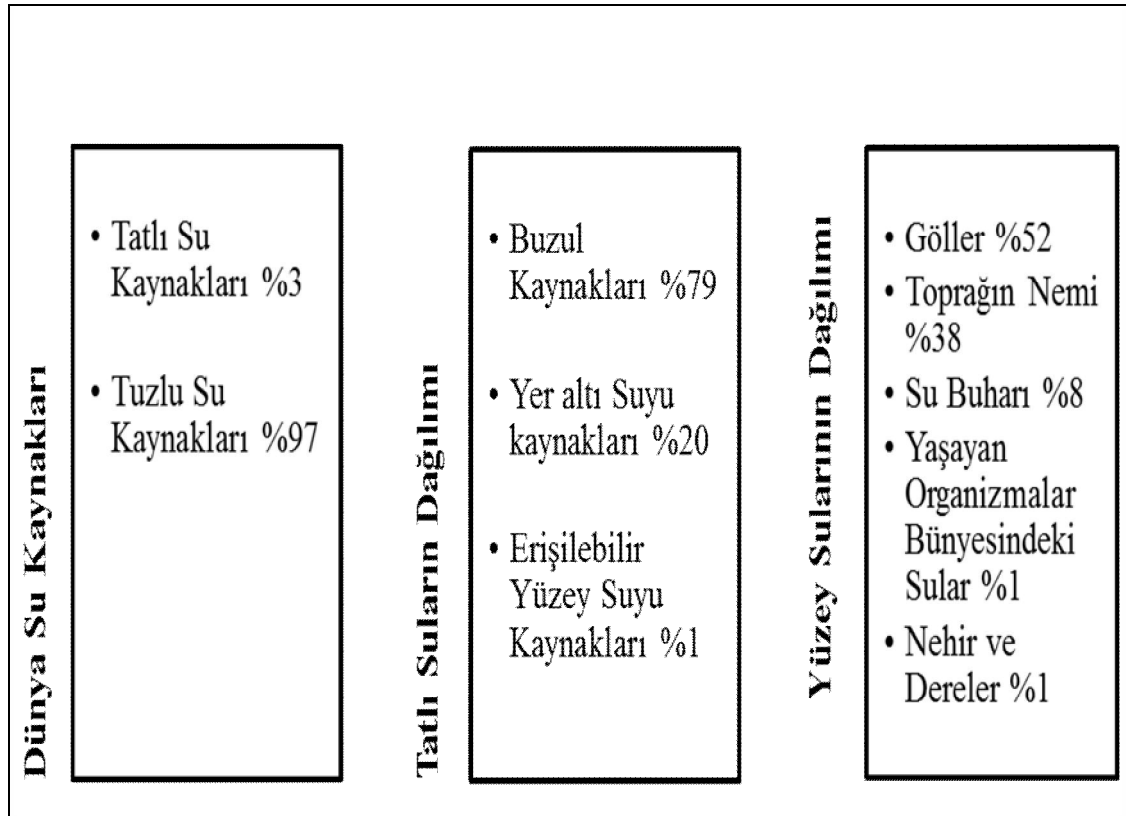 Dünya Su Kaynakları
• Tatlı Su
Kaynakları %3
• Tuzlu Su
Kaynakları %97
Tatlı Suların Dağılımı
• Buzul
Kaynakları %79
• Yer altı Suyu
kaynakları %20
• Erişilebilir
Yüzey Suyu
Kaynakları %1
Yüzey Sularının Dağılımı
• Göller %52
• Toprağın Nemi
%38
• Su Buharı %8
• Yaşayan
Organizmalar
Bünyesindeki
Sular %1
• Nehir ve
Dereler %1